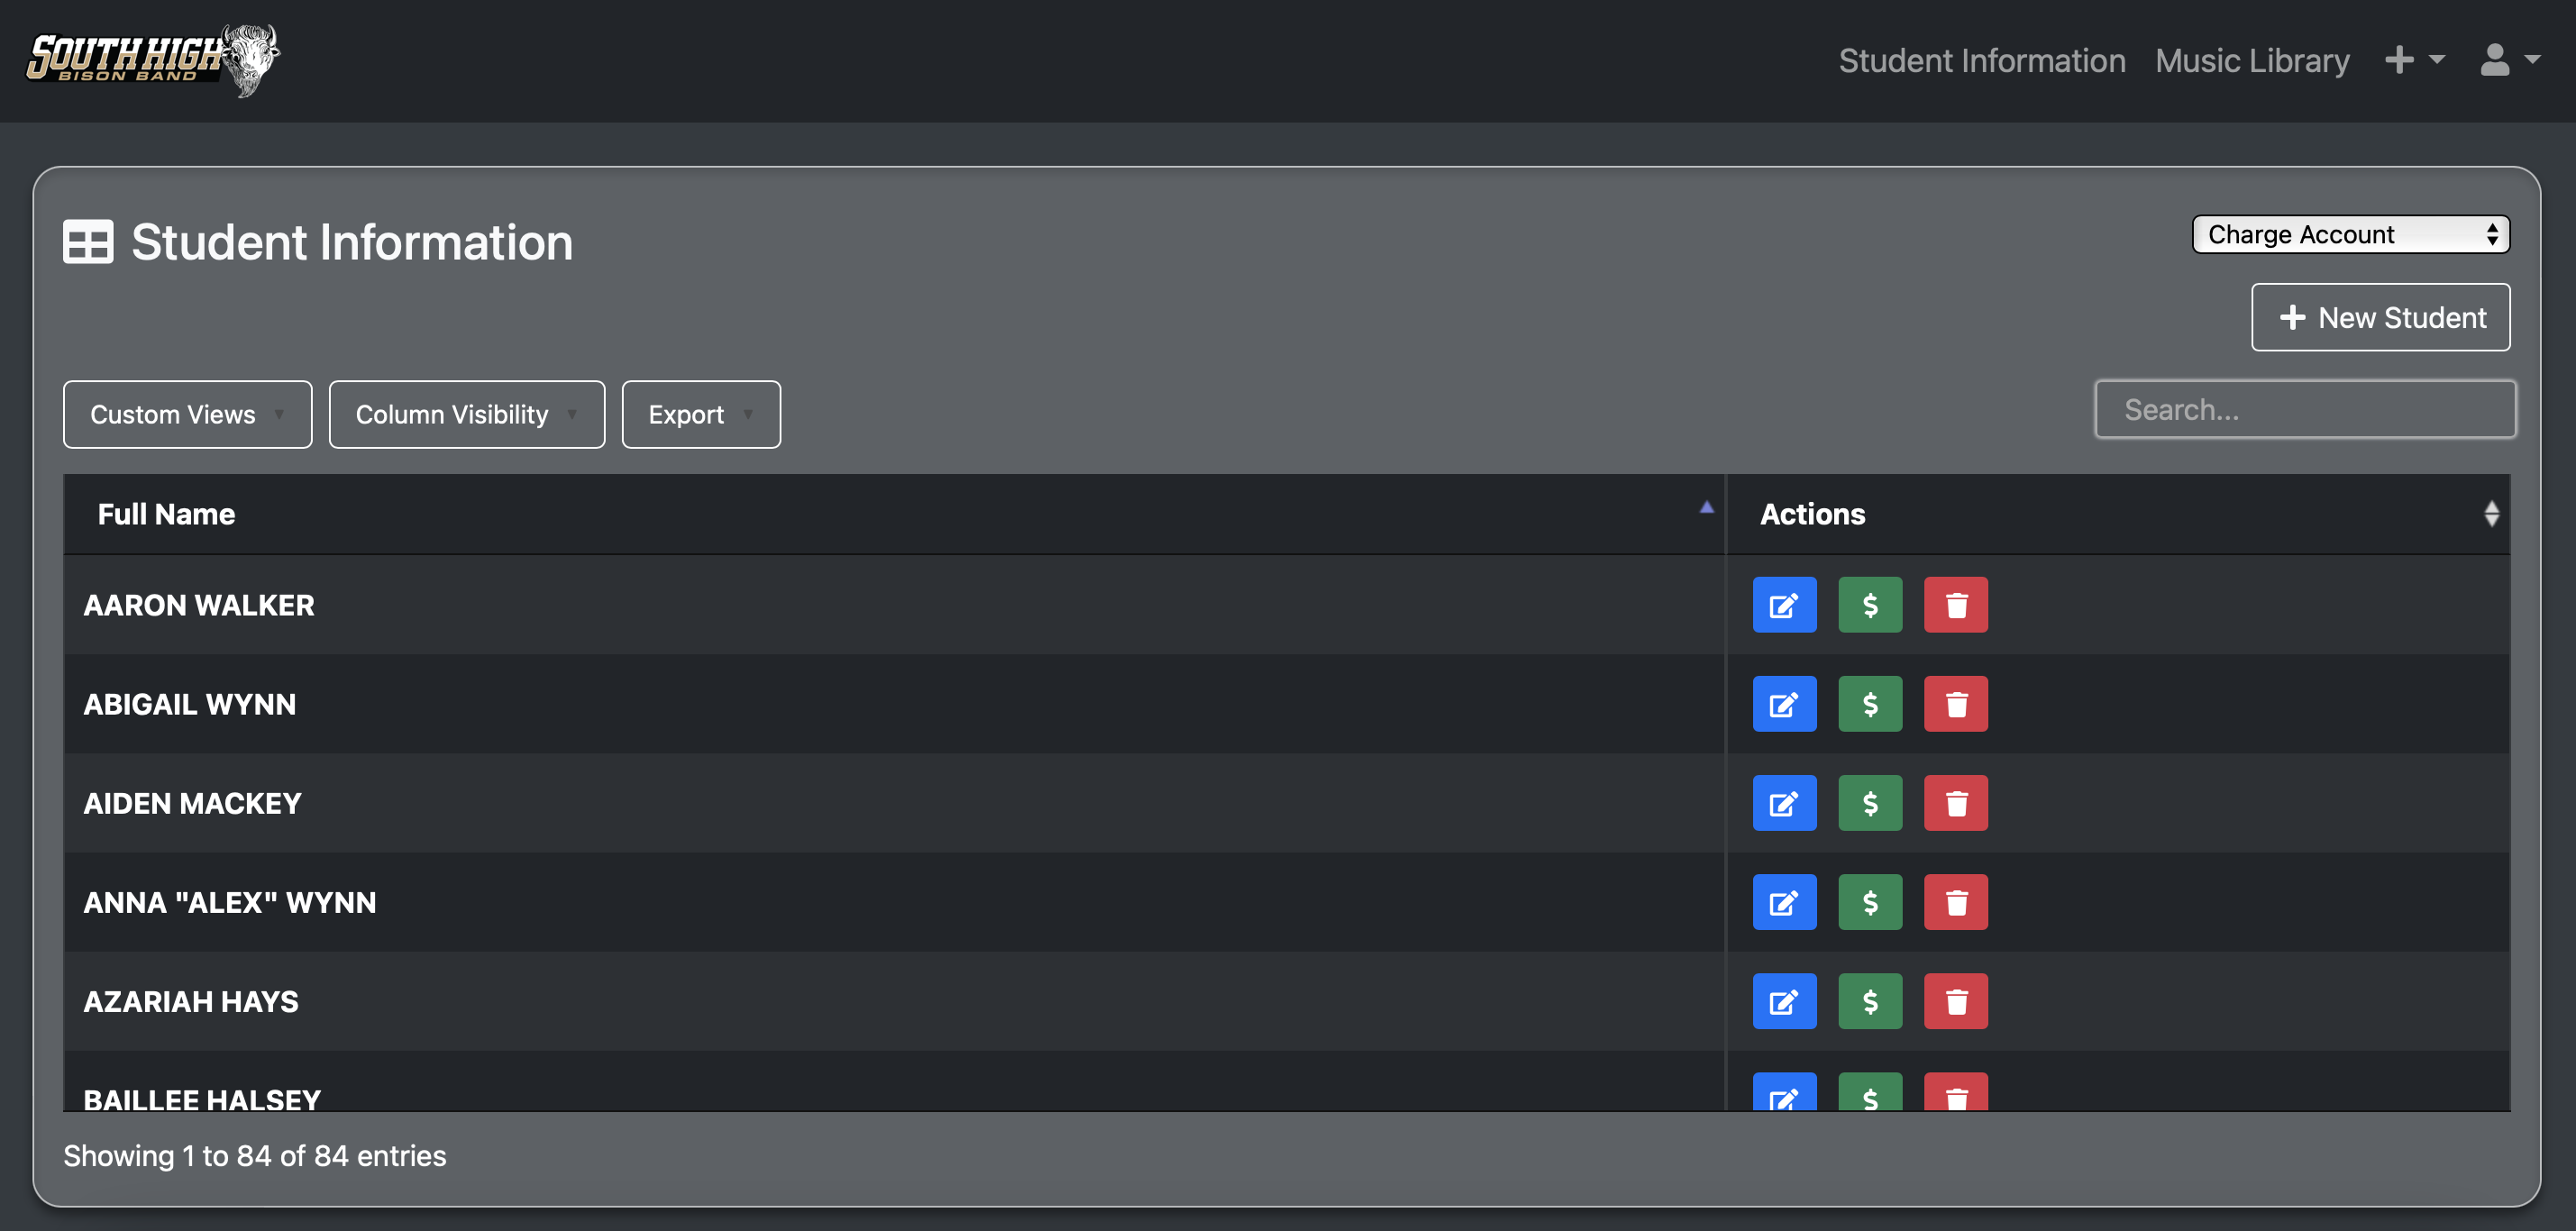 SOUTH HIGH
BISON BAND
Student Information
Music Library
Student Information
Charge Account
New Student
Custom Views
Column Visibility
Export
Search...
Full Name
Actions
AARON WALKER
$
ABIGAIL WYNN
$
AIDEN MACKEY
$
ANNA "ALEX" WYNN
$
AZARIAH HAYS
$
BAILLEE HALSEY
$
Showing 1 to 84 of 84 entries